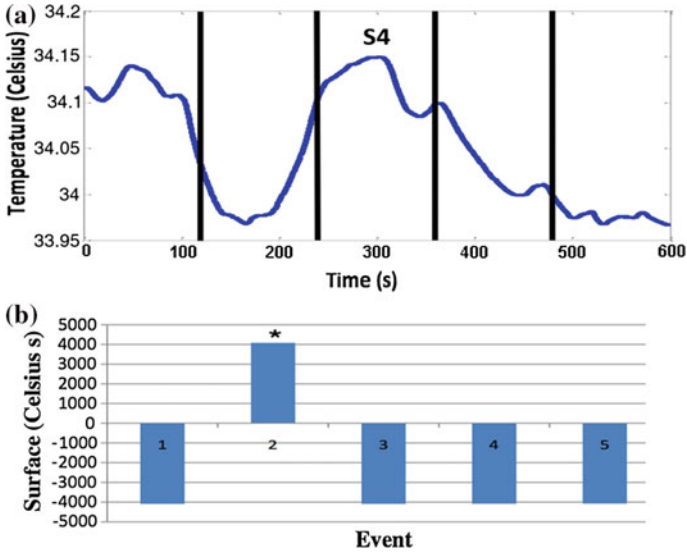 (a)
Temperature (Celsius)
34.2
34.15
34.1
34.05
34
33.95
S4
0 100 200 300 400 500 600
Time (s)
(b)
Surface (Celsius s)
5000
4000
3000
2000
1000
0
-1000
-2000
-3000
-4000
-5000
*
1 2 3 4 5
Event